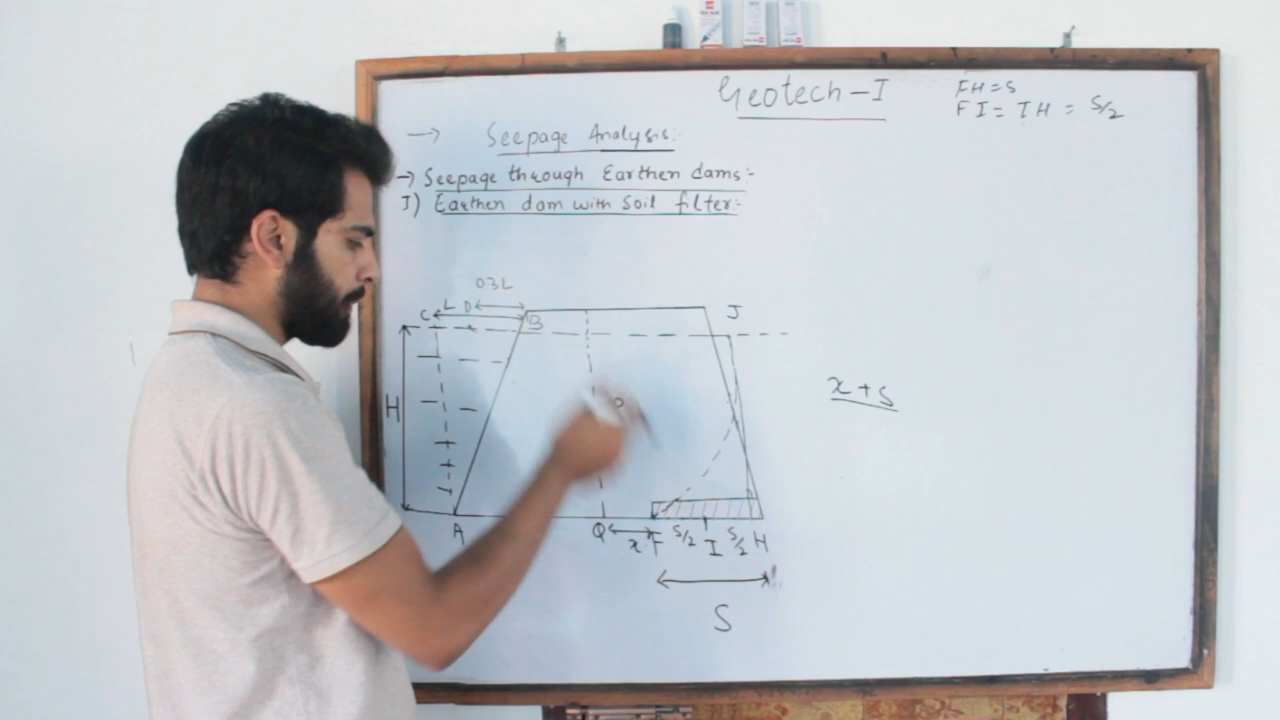 Geotech-I
FH=S
FI= IH = S/2
→ Seepage Analysis:-
→ Seepage through Earthen dams:-
I) Earthen dam with Soil filter:-
0.3L
C L D
B
J
H
P
x+s
A
Q
x
F
S/2
I
S/2
H
S